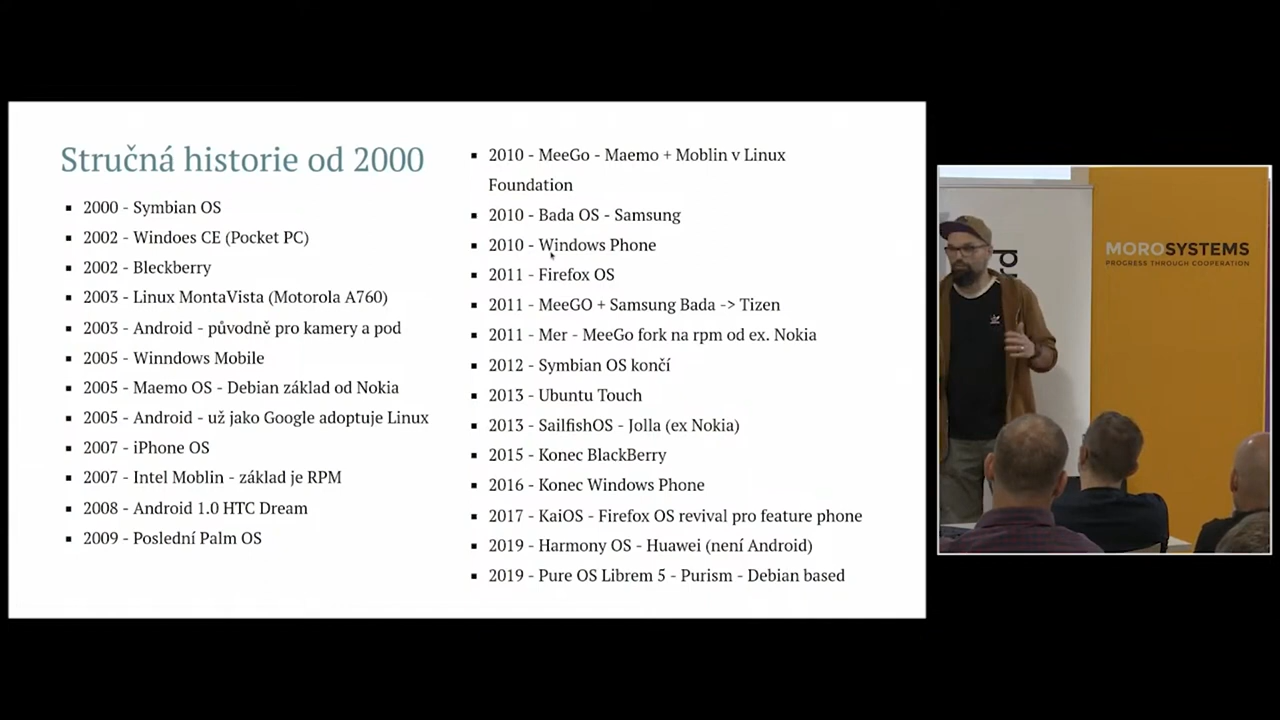 Stručná historie od 2000
2000 - Symbian OS
2002 - Windoes CE (Pocket PC)
2002 - Bleckberry
2003 - Linux MontaVista (Motorola A760)
2003 - Android - původně pro kamery a pod
2005 - Winndows Mobile
2005 - Maemo OS - Debian základ od Nokia
2005 - Android - už jako Google adoptuje Linux
2007 - iPhone OS
2007 - Intel Moblin - základ je RPM
2008 - Android 1.0 HTC Dream
2009 - Poslední Palm OS
2010 - MeeGo - Maemo + Moblin v Linux
Foundation
2010 - Bada OS - Samsung
2010 - Windows Phone
2011 - Firefox OS
2011 - MeeGO + Samsung Bada -> Tizen
2011 - Mer - MeeGo fork na rpm od ex. Nokia
2012 - Symbian OS končí
2013 - Ubuntu Touch
2013 - SailfishOS - Jolla (ex Nokia)
2015 - Konec BlackBerry
2016 - Konec Windows Phone
2017 - KaiOS - Firefox OS revival pro feature phone
2019 - Harmony OS - Huawei (není Android)
2019 - Pure OS Librem 5 - Purism - Debian based
MOROSYSTEMS
PROGRESS THROUGH COOPERATION